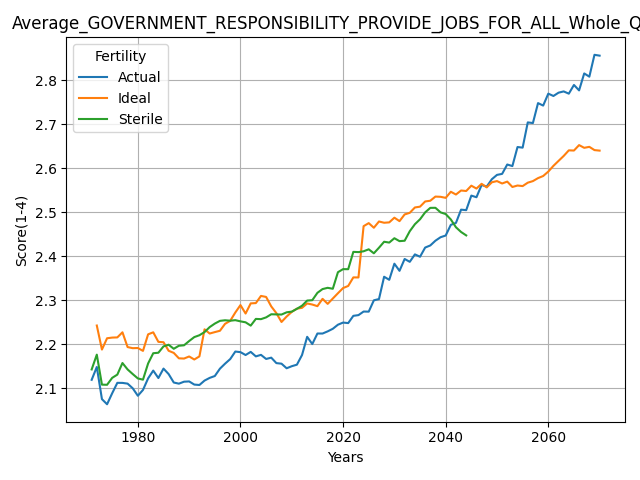 Average_GOVERNMENT_RESPONSIBILITY_PROVIDE_JOBS_FOR_ALL_Whole_Q
Fertility
Actual
Ideal
Sterile
Score(1-4)
2.8
2.7
2.6
2.5
2.4
2.3
2.2
2.1
1980 2000 2020 2040 2060
Years